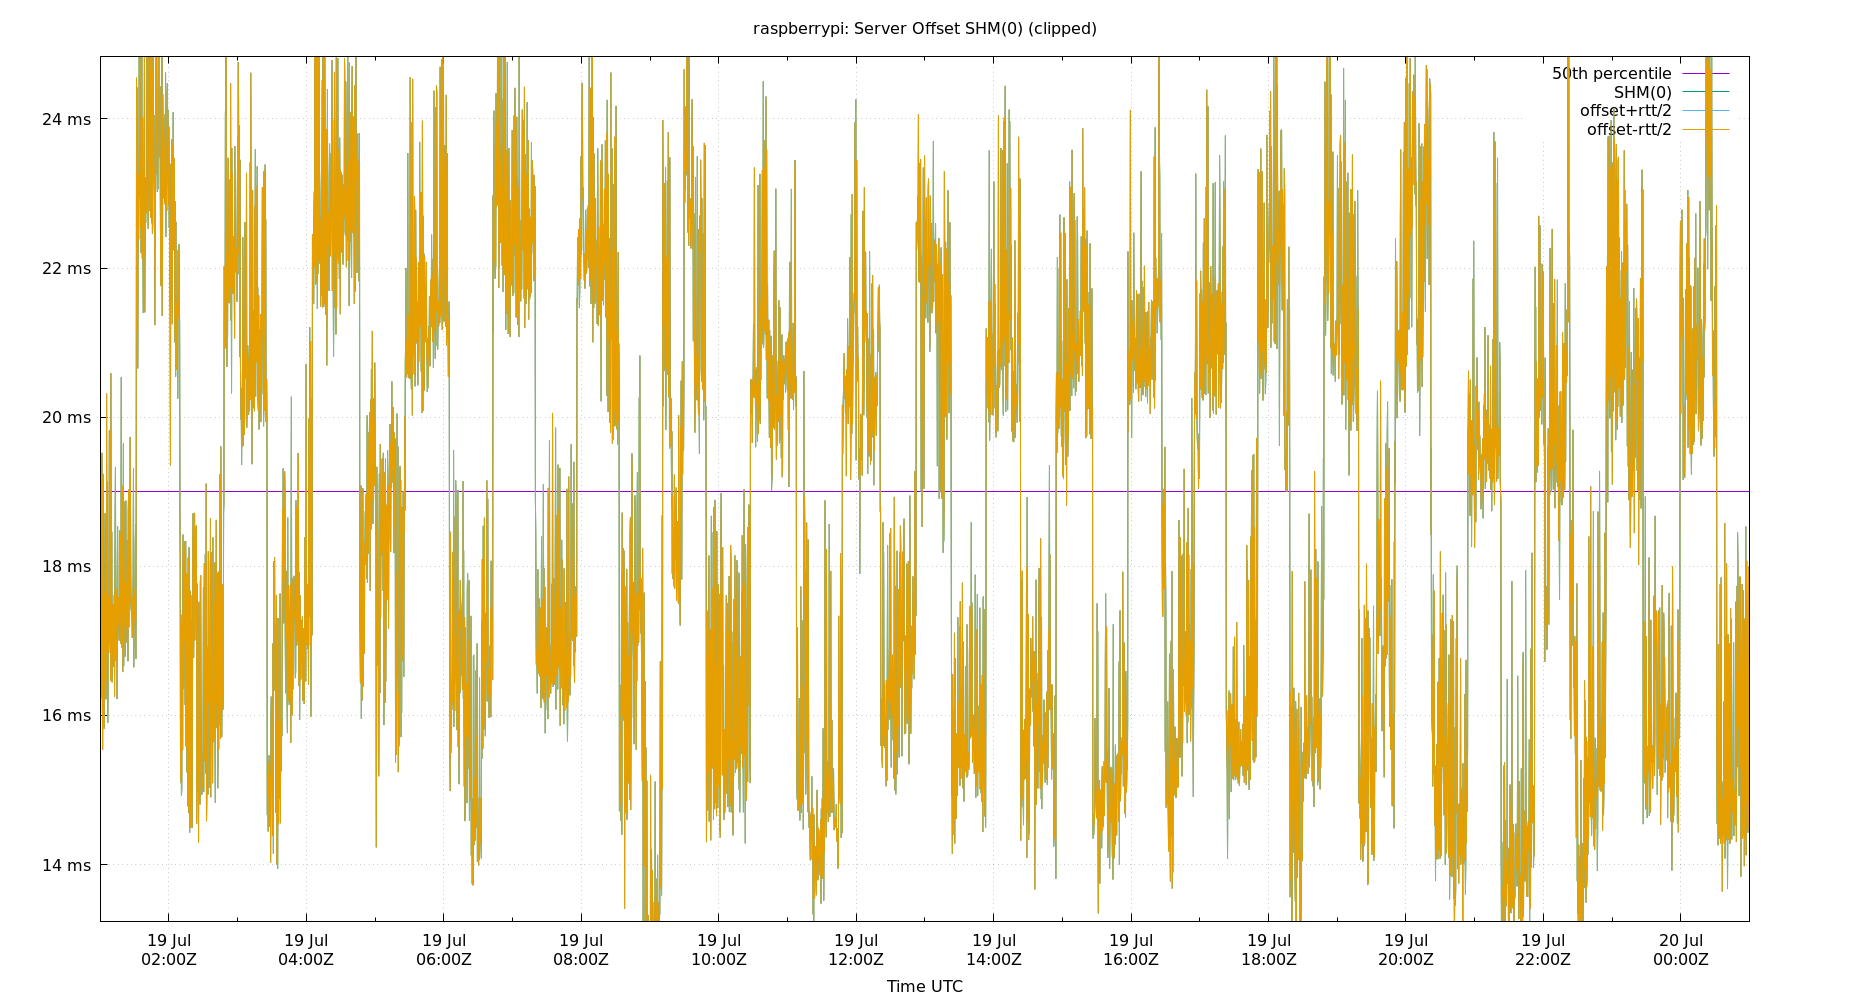 raspberrypi: Server Offset SHM(0) (clipped)
50th percentile
SHM(0)
offset+rtt/2
offset-rtt/2
24 ms
22 ms
20 ms
18 ms
16 ms
14 ms
19 Jul 19 Jul 19 Jul 19 Jul 19 Jul 19 Jul 19 Jul 19 Jul 19 Jul 19 Jul 19 Jul 20 Jul
02:00Z 04:00Z 06:00Z 08:00Z 10:00Z 12:00Z 14:00Z 16:00Z 18:00Z 20:00Z 22:00Z 00:00Z
Time UTC